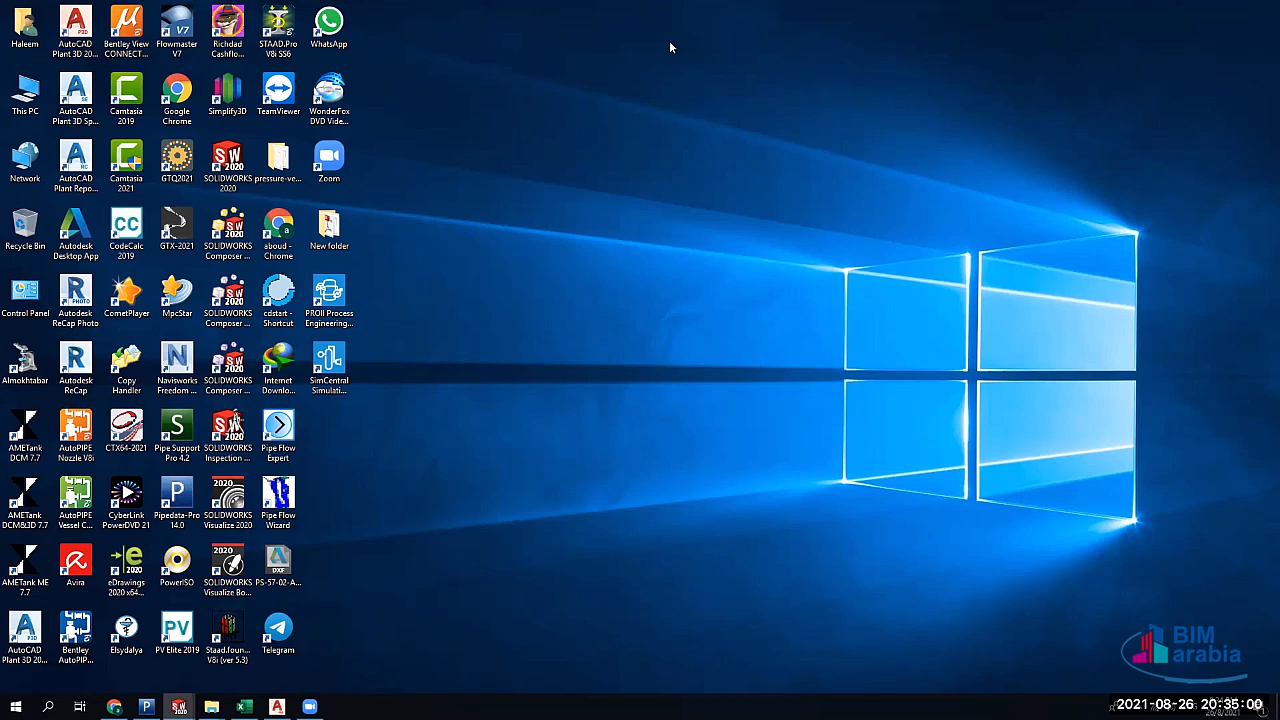 Haleem
AutoCAD
Plant 3D 20...
Bentley View
CONNECT...
Flowmaster
V7
Richdad
Cashflo...
STAAD.Pro
V8i SS6
WhatsApp
This PC
AutoCAD
Plant 3D Sp...
Camtasia
2019
Google
Chrome
Simplify3D
TeamViewer
WonderFox
DVD Vide...
Network
AutoCAD
Plant Repo...
Camtasia
2021
GTQ2021
SOLIDWORKS
2020
pressure-ve...
Zoom
Recycle Bin
Autodesk
Desktop App
CodeCalc
2019
GTX-2021
SOLIDWORKS
Composer ...
aboud -
Chrome
New folder
Control Panel
Autodesk
ReCap Photo
CometPlayer
MpcStar
SOLIDWORKS
Composer ...
cdstart -
Shortcut
PROII Process
Engineering...
Almokhtabar
Autodesk
ReCap
Copy
Handler
Navisworks
Freedom ...
SOLIDWORKS
Composer ...
Internet
Downlo...
SimCentral
Simulati...
AMETank
DCM 7.7
AutoPIPE
Nozzle V8i
CTX64-2021
Pipe Support
Pro 4.2
SOLIDWORKS
Inspection ...
Pipe Flow
Expert
AMETank
DCM&3D 7.7
AutoPIPE
Vessel C...
CyberLink
PowerDVD 21
Pipedata-Pro
14.0
SOLIDWORKS
Visualize 2020
Pipe Flow
Wizard
AMETank ME
7.7
Avira
eDrawings
2020 x64...
PowerISO
SOLIDWORKS
Visualize Bo...
PS-57-02-A...
AutoCAD
Plant 3D 20...
Bentley
AutoPIP...
Elsydalya
PV Elite 2019
Staad.foun...
V8i (ver 5.3)
Telegram
BIM
arabia
2021-08-26 20:35:00